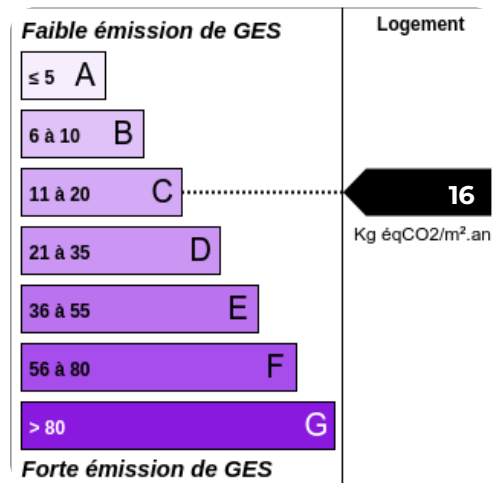 Faible émission de GES
Logement
≤ 5 A
6 à 10 B
11 à 20 C
16
Kg éqCO2/m².an
21 à 35 D
36 à 55 E
56 à 80 F
> 80 G
Forte émission de GES